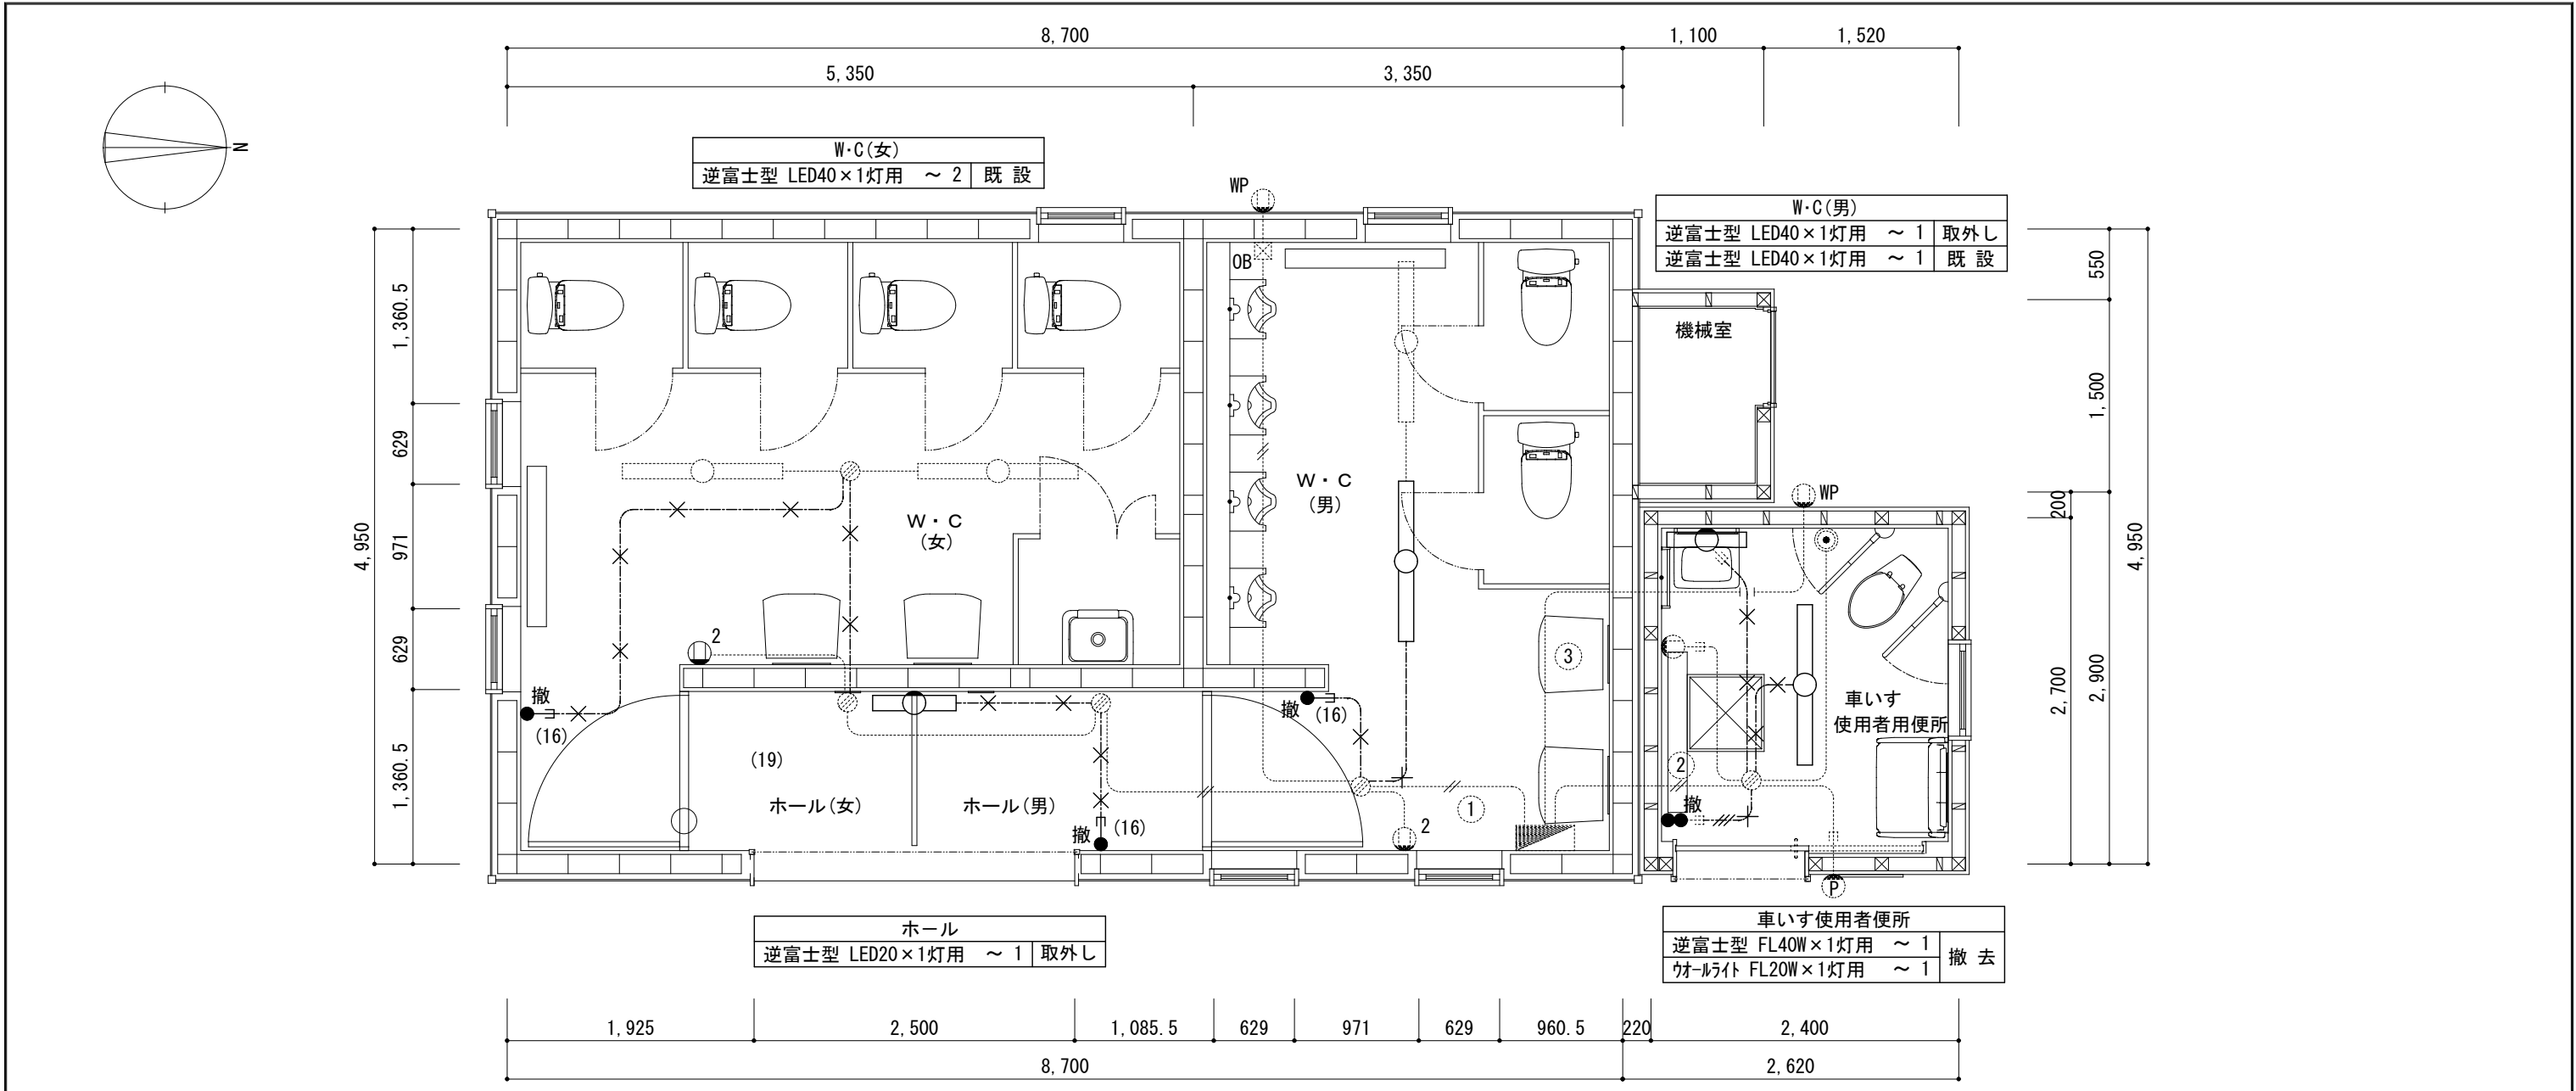 8,700
1,100
1,520
5,350
3,350
N
W・C(女)
逆富士型 LED40×1灯用 ～ 2 既 設
WP
W・C(男)
逆富士型 LED40×1灯用 ～ 1 取外し
逆富士型 LED40×1灯用 ～ 1 既 設
OB
機械室
550
1,500
200
2,700
2,900
4,950
4,950
1,360.5
629
971
629
1,360.5
W・C
(女)
W・C
(男)
WP
2
3
車いす
使用者用便所
撤
(16)
撤
(16)
(19)
ホール(女)
ホール(男)
撤
(16)
2
1
2
撤
P
ホール
逆富士型 LED20×1灯用 ～ 1 取外し
車いす使用者便所
逆富士型 FL40W×1灯用 ～ 1
ウオールライト FL20W×1灯用 ～ 1
撤 去
1,925
2,500
1,085.5
629
971
629
960.5
220
2,400
8,700
2,620